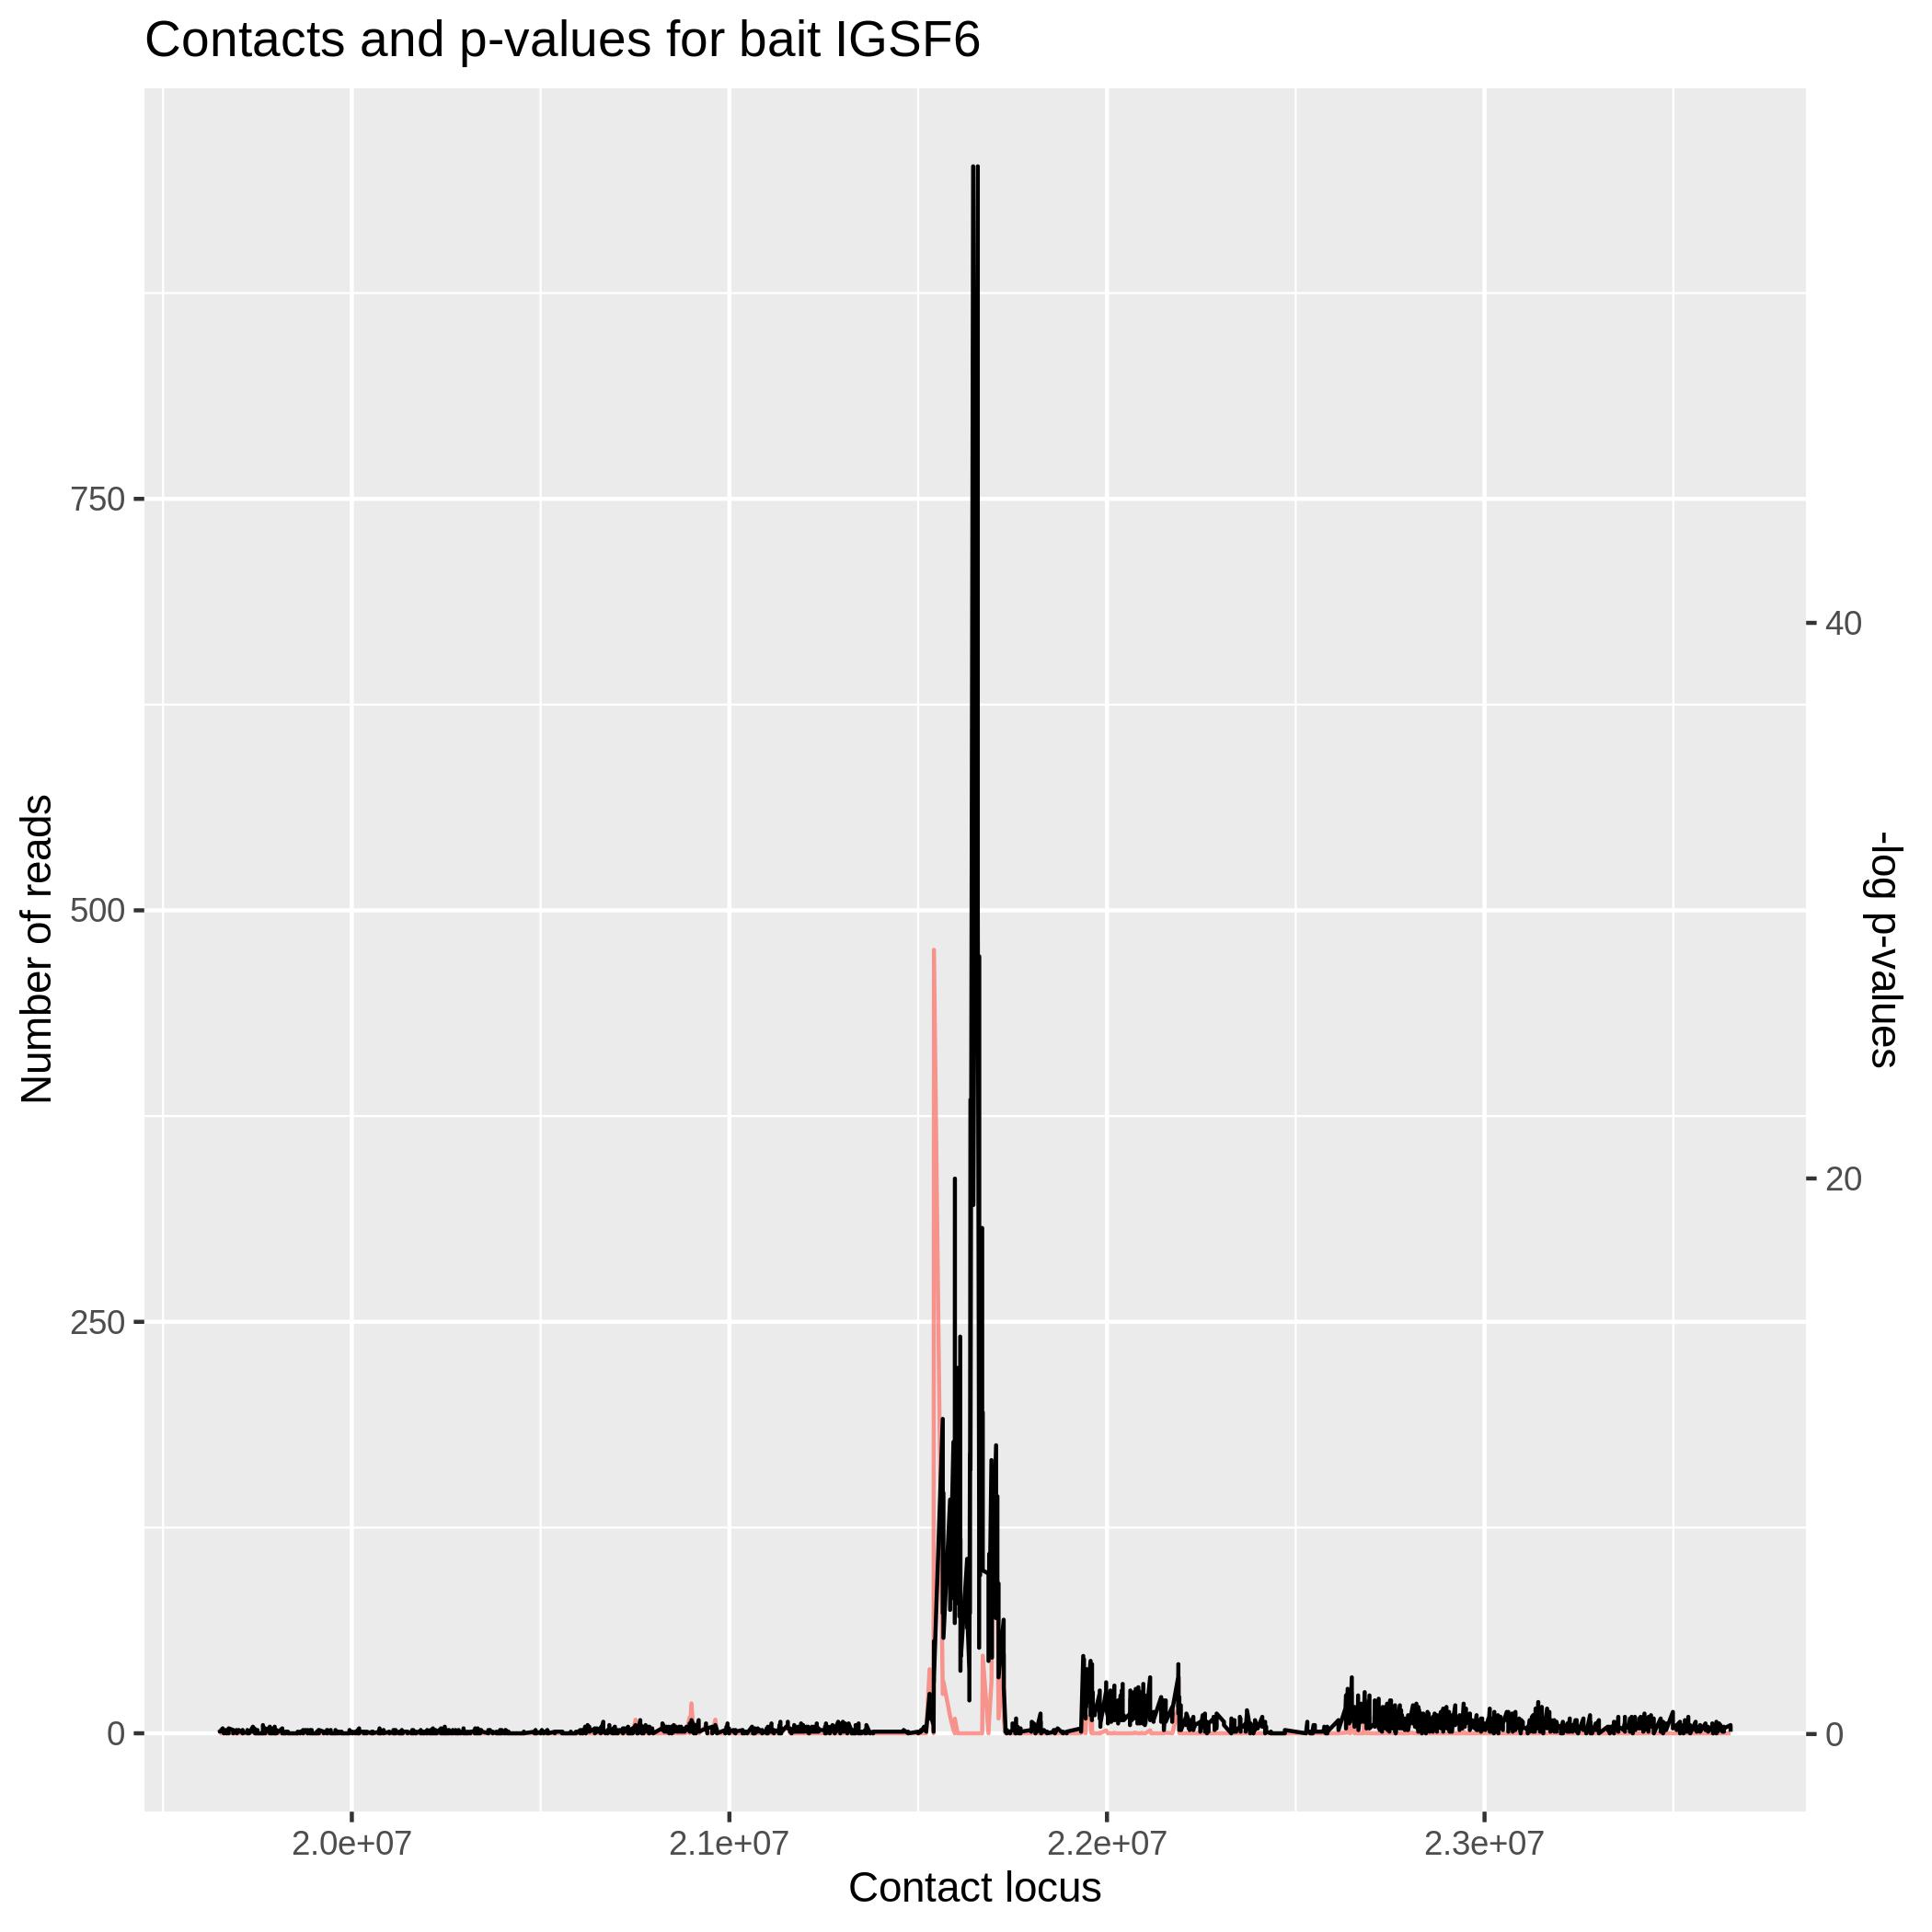 Contacts and p-values for bait IGSF6
750
500
250
0
Number of reads
40
20
0
-log p-values
2.0e+07
2.1e+07
2.2e+07
2.3e+07
Contact locus